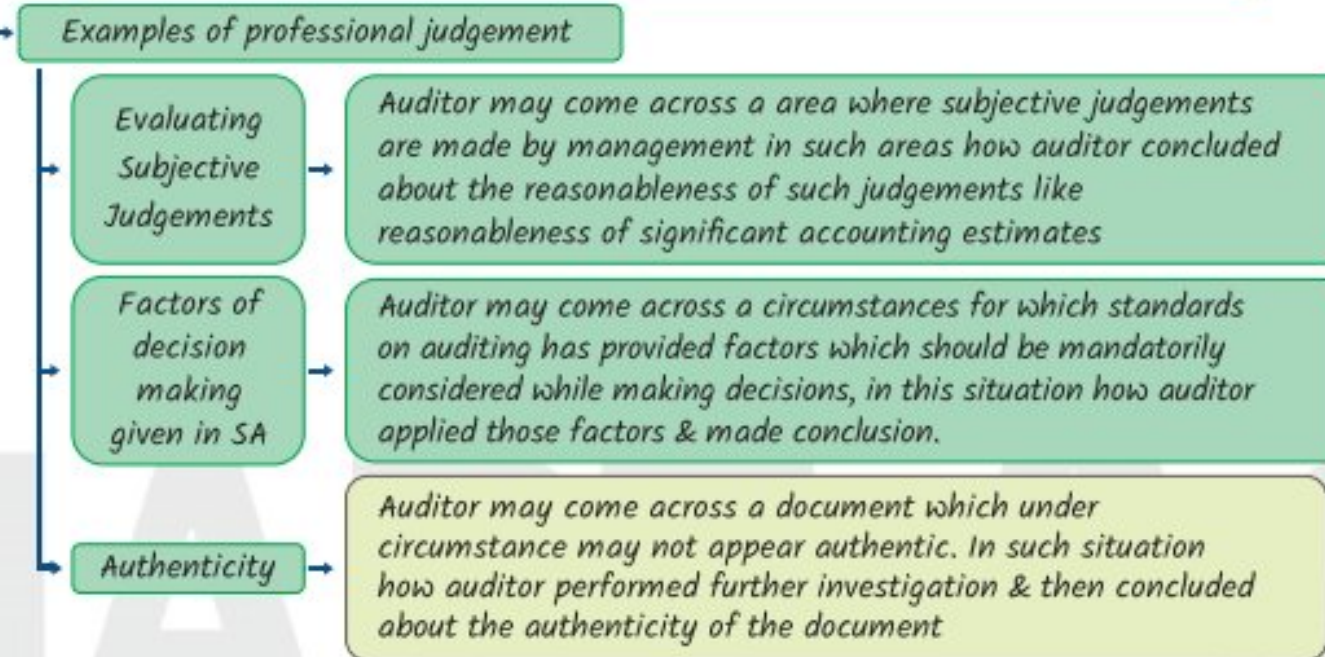 Examples of professional judgement
Evaluating
Subjective
Judgements
Auditor may come across a area where subjective judgements
are made by management in such areas how auditor concluded
about the reasonableness of such judgements like
reasonableness of significant accounting estimates
Factors of
decision
making
given in SA
Auditor may come across a circumstances for which standards
on auditing has provided factors which should be mandatorily
considered while making decisions, in this situation how auditor
applied those factors & made conclusion.
Authenticity
Auditor may come across a document which under
circumstance may not appear authentic. In such situation
how auditor performed further investigation & then concluded
about the authenticity of the document